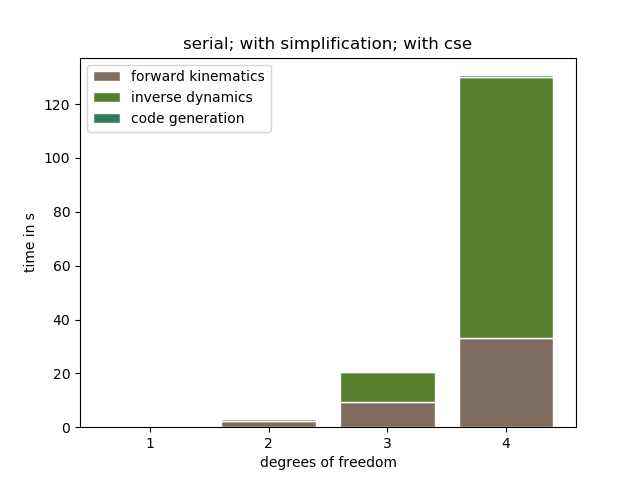 serial; with simplification; with cse
forward kinematics
inverse dynamics
code generation
time in s
120
100
80
60
40
20
0
1 2 3 4
degrees of freedom